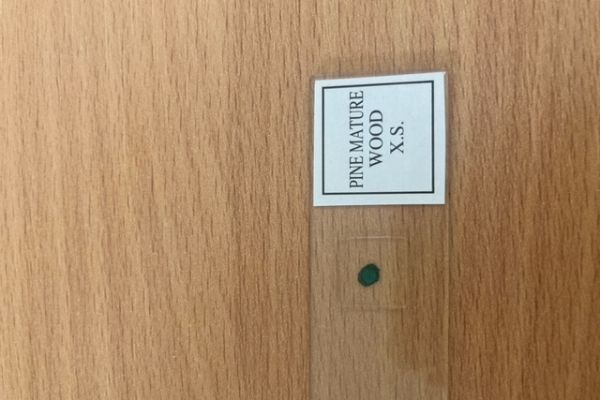 PINE MATURE
WOOD
X.S.